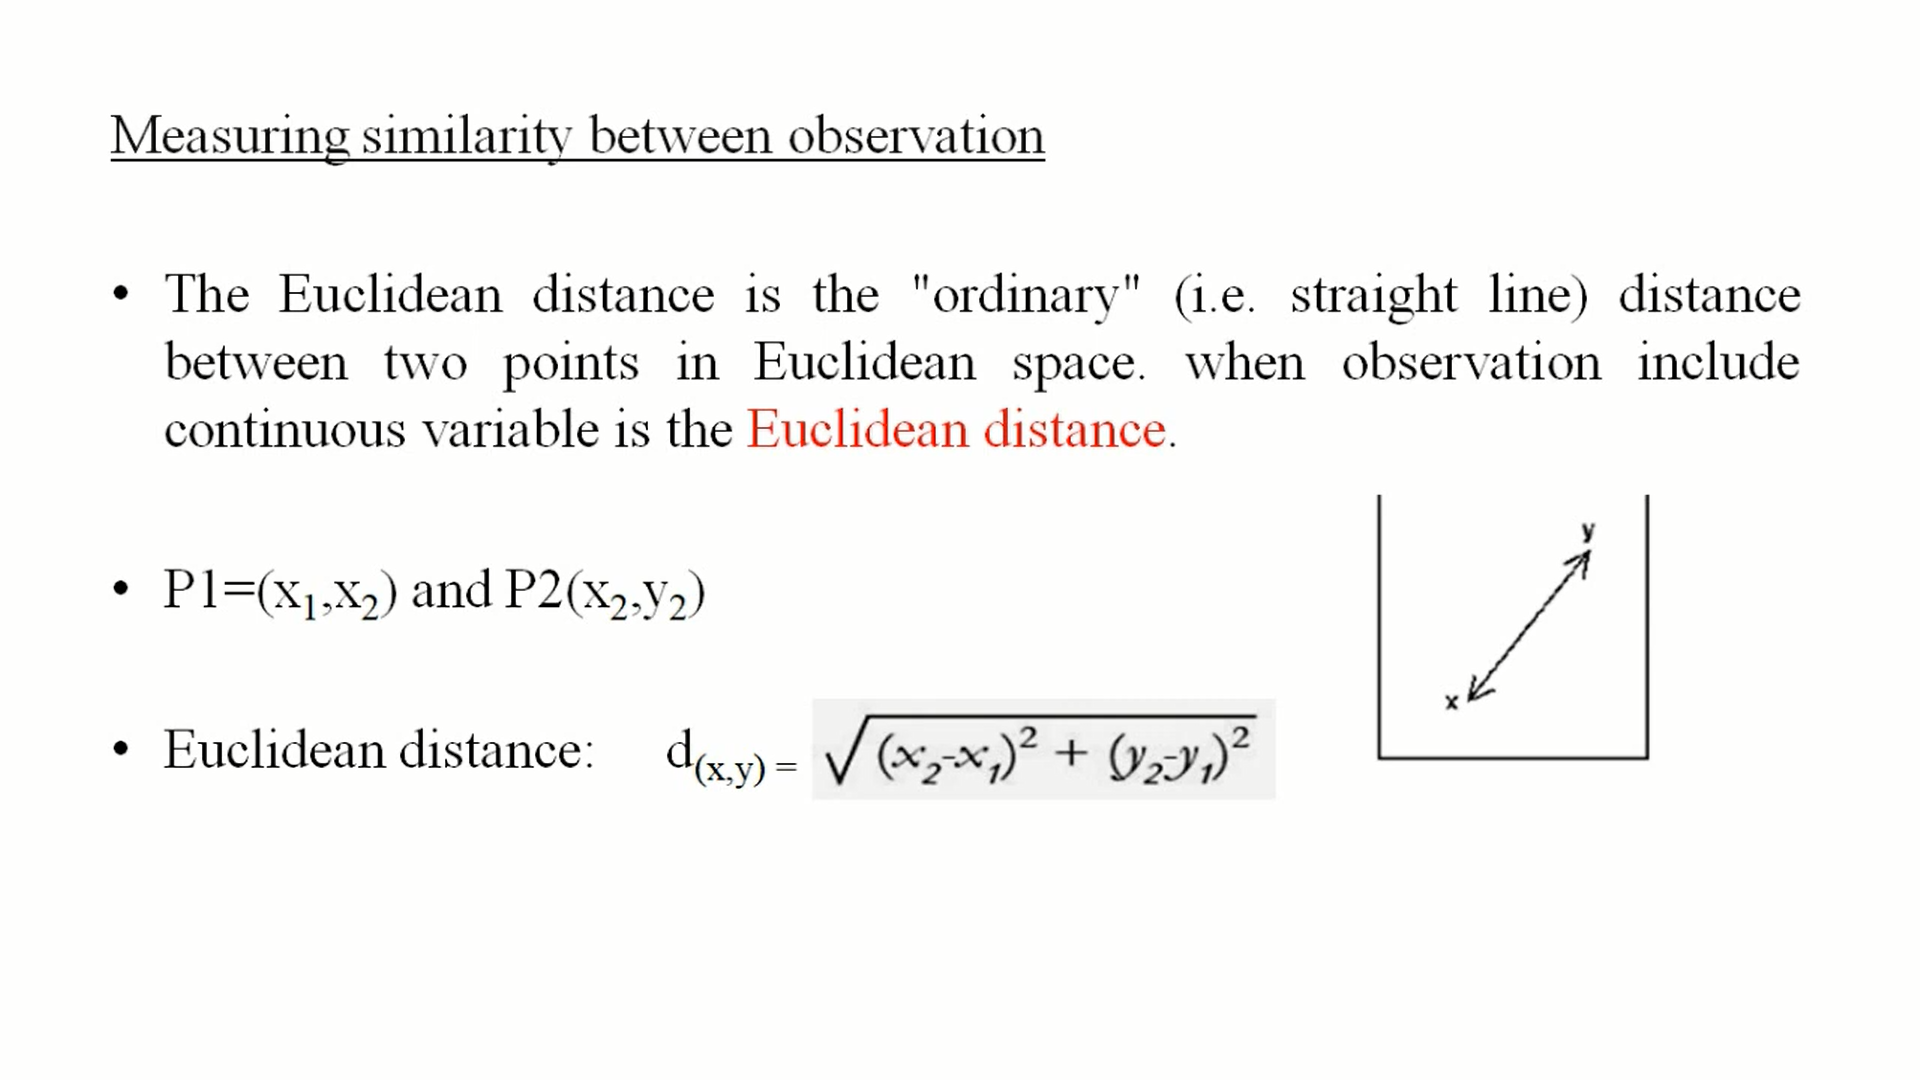 Measuring similarity between observation
• The Euclidean distance is the "ordinary" (i.e. straight line) distance
between two points in Euclidean space. when observation include
continuous variable is the Euclidean distance.
• P1=(x₁,x₂) and P2(x₂,y₂)
• Euclidean distance: d₍x,y₎ = √(x₂-x₁)² + (y₂-y₁)²
y
x